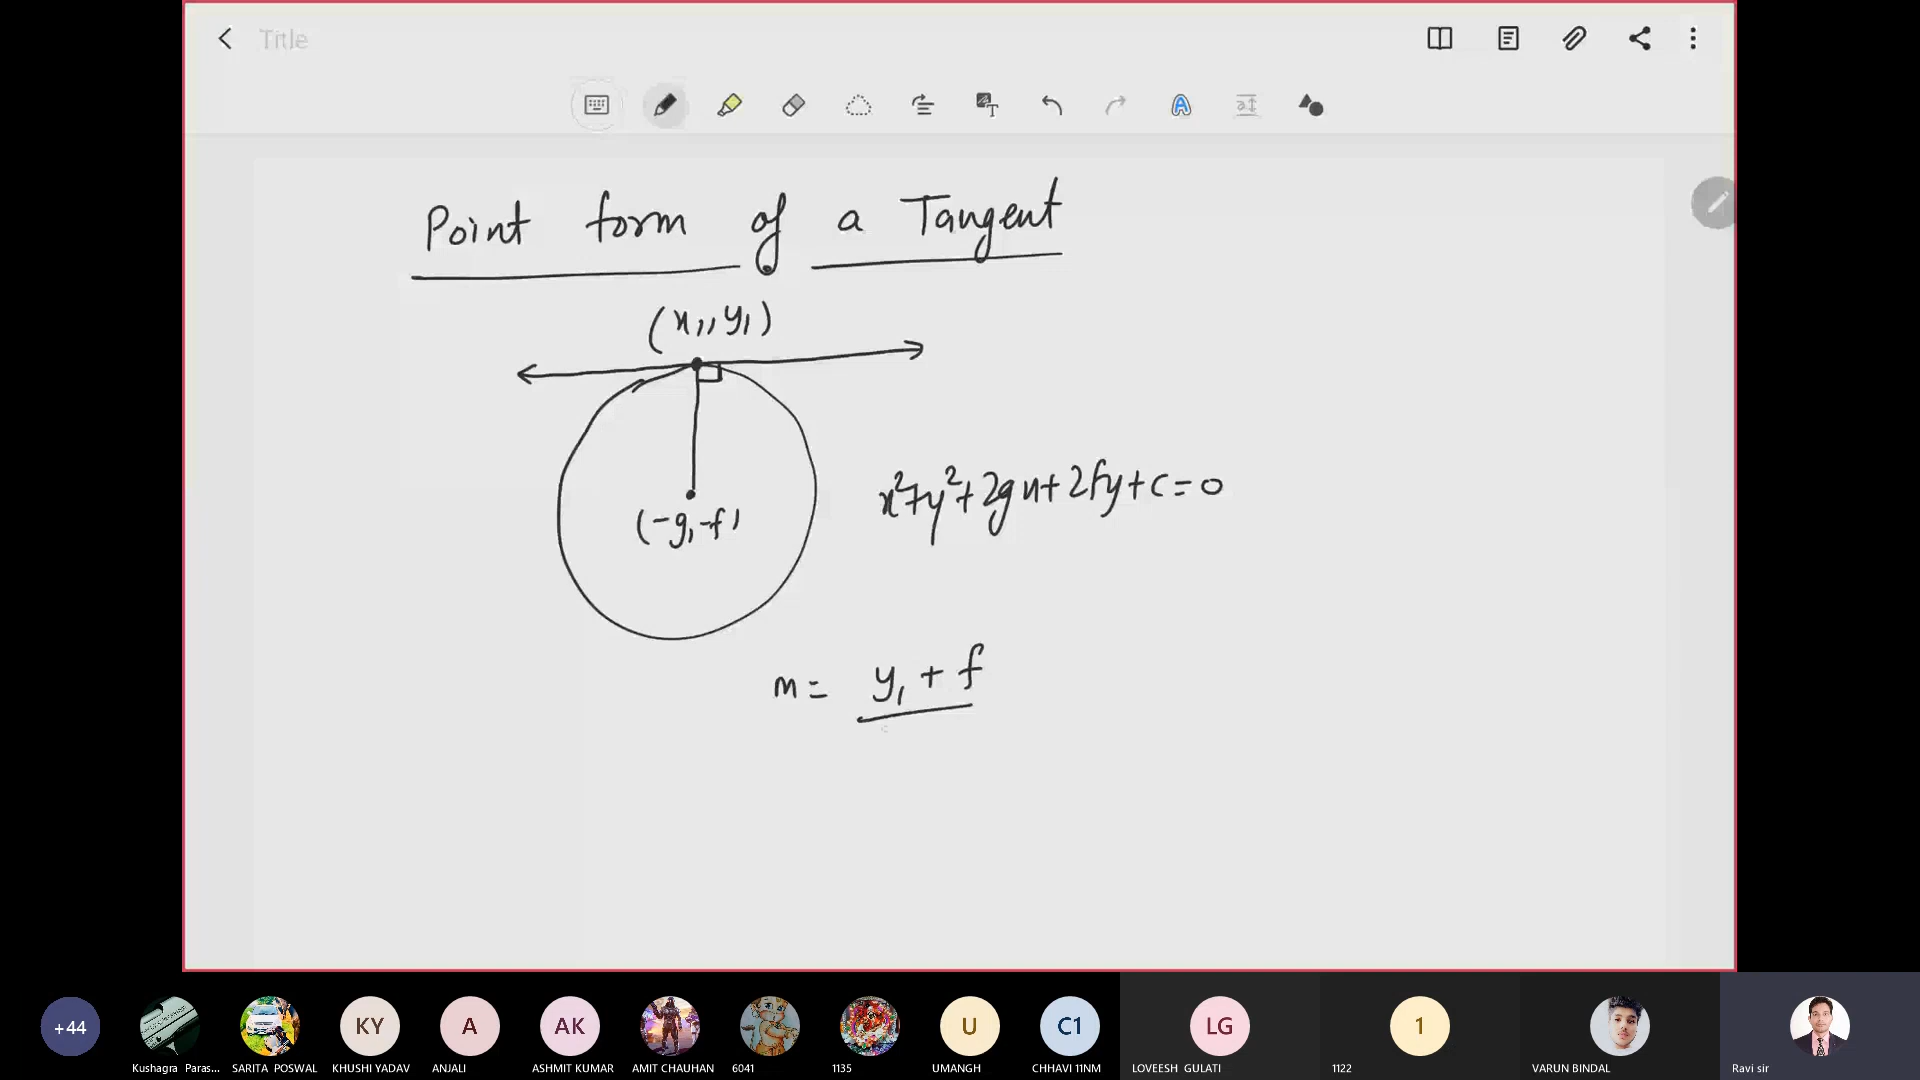 Title
Point form of a Tangent
(x₁, y₁)
x²+y²+2gx+2fy+c=0
(-g,-f)
m= y₁ + f
+44
Kushagra Paras...
SARITA POSWAL
KY
KHUSHI YADAV
A
ANJALI
AK
ASHMIT KUMAR
AMIT CHAUHAN
6041
1135
U
UMANGH
C1
CHHAVI 11NM
LG
LOVEESH GULATI
1
1122
VARUN BINDAL
Ravi sir